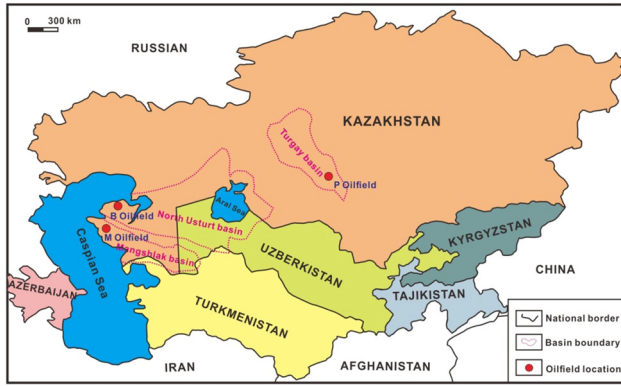 0 300 km
RUSSIAN
KAZAKHSTAN
Turgay basin
P Oilfield
B Oilfield
Aral Sea
North Usturt basin
M Oilfield
Mangshlak basin
Caspian Sea
UZBERKISTAN
KYRGYZSTAN
CHINA
AZERBAIJAN
TAJIKISTAN
TURKMENISTAN
IRAN
AFGHANISTAN
National border
Basin boundary
Oilfield location